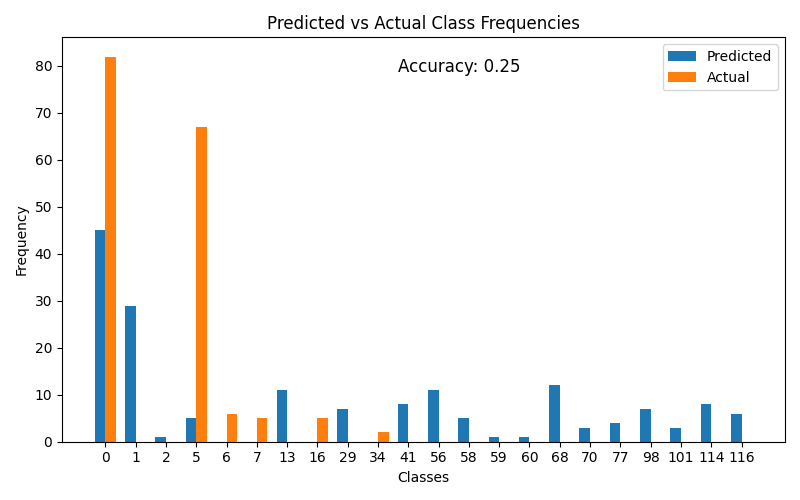 Predicted vs Actual Class Frequencies
Accuracy: 0.25
Predicted
Actual
Frequency
80
70
60
50
40
30
20
10
0
0 1 2 5 6 7 13 16 29 34 41 56 58 59 60 68 70 77 98 101 114 116
Classes